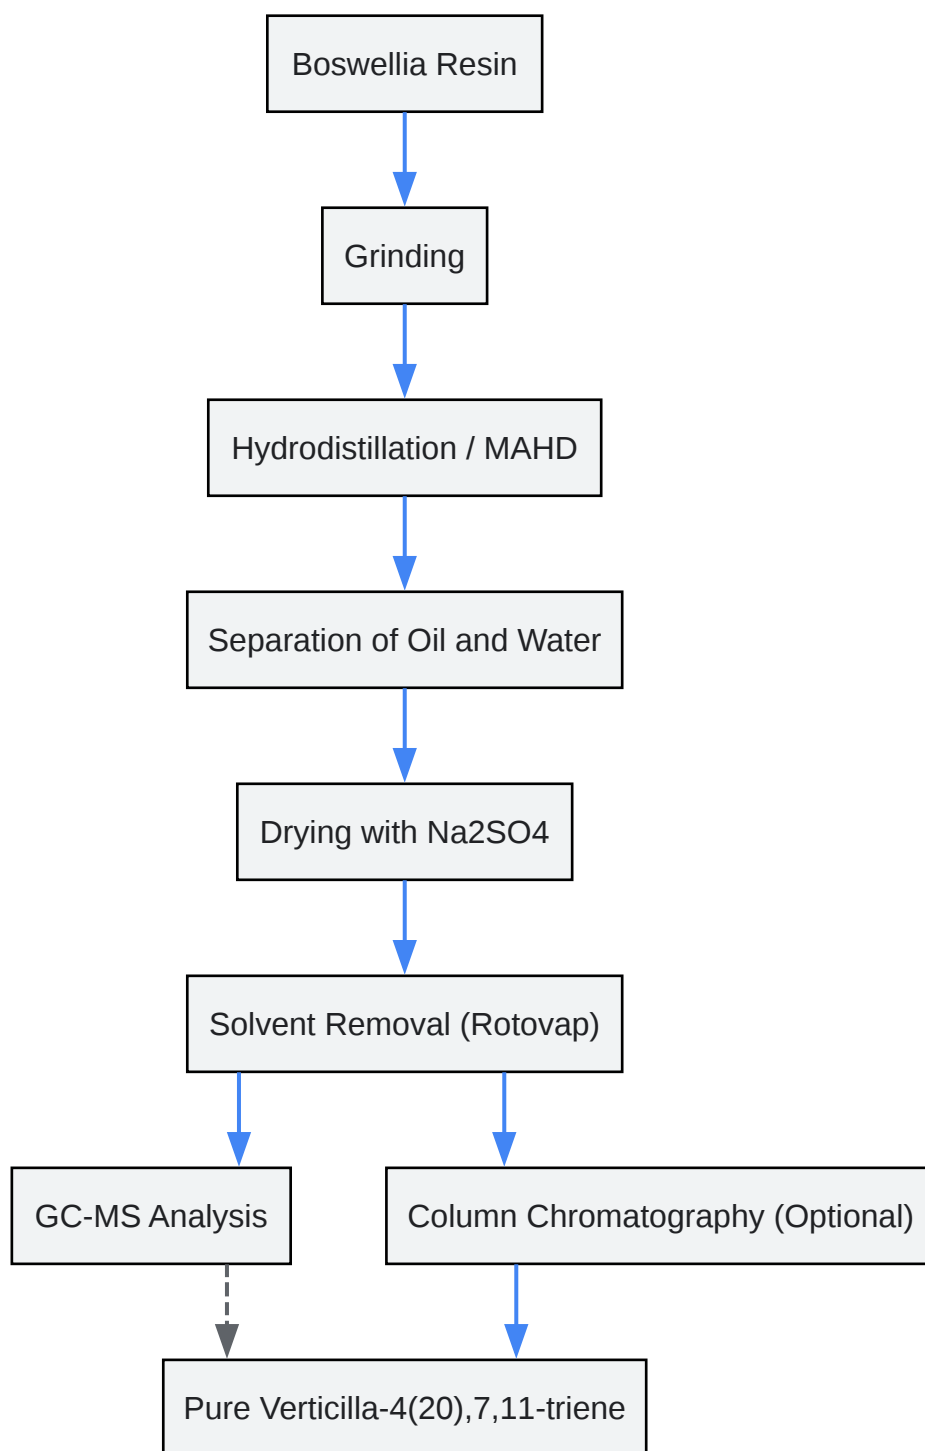 Boswellia Resin
Grinding
Hydrodistillation / MAHD
Separation of Oil and Water
Drying with Na2SO4
Solvent Removal (Rotovap)
GC-MS Analysis
Column Chromatography (Optional)
Pure Verticilla-4(20),7,11-triene